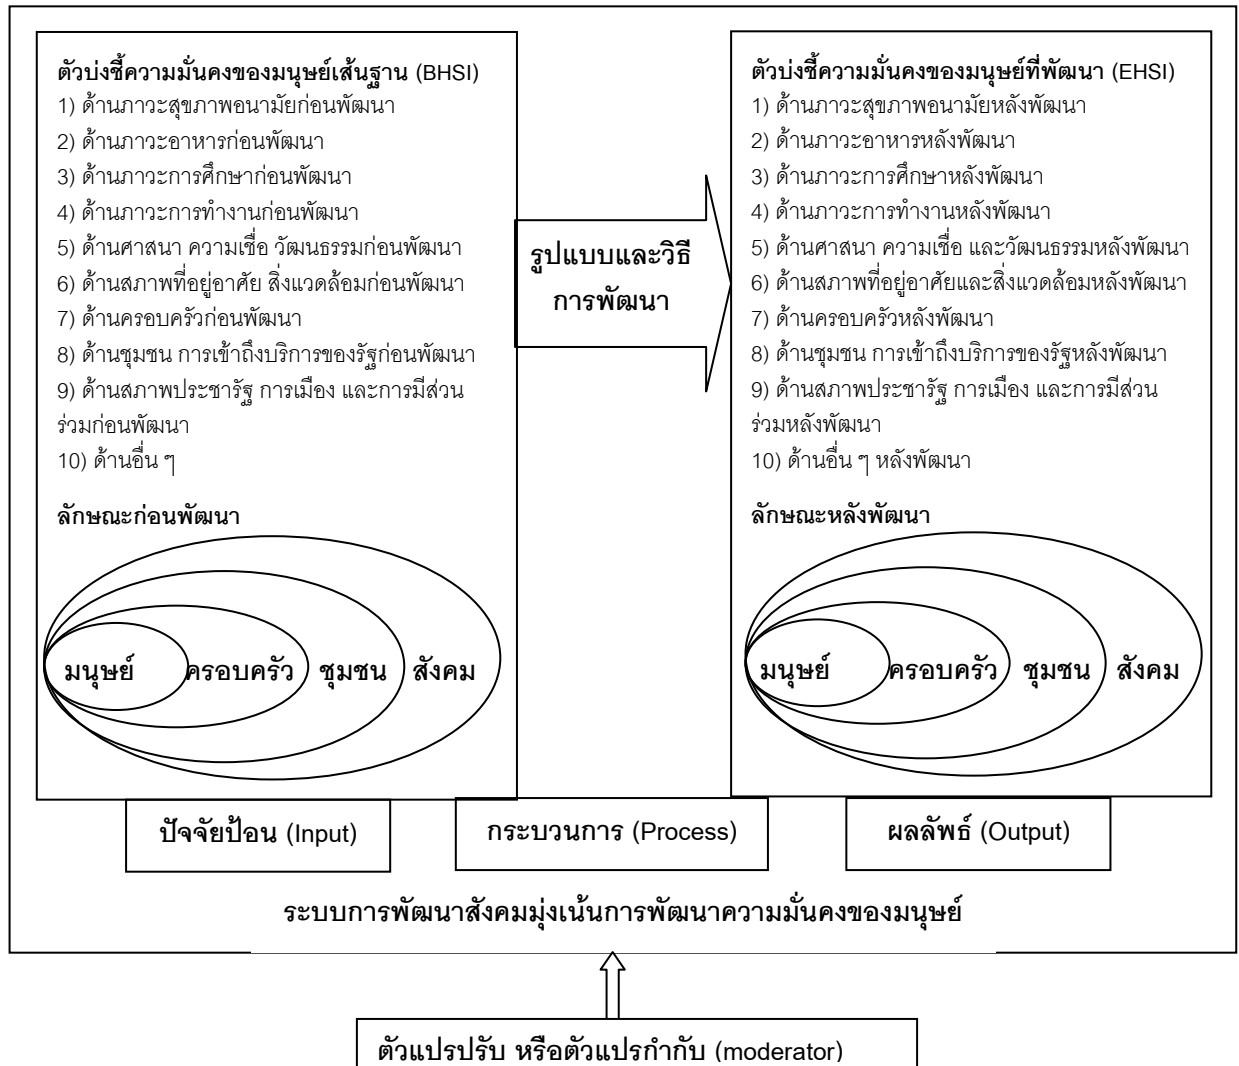 ตัวบ่งชี้ความมั่นคงของมนุษย์เส้นฐาน (BHSI)
1) ด้านภาวะสุขภาพอนามัยก่อนพัฒนา
2) ด้านภาวะอาหารก่อนพัฒนา
3) ด้านภาวะการศึกษาก่อนพัฒนา
4) ด้านภาวะการทำงานก่อนพัฒนา
5) ด้านศาสนา ความเชื่อ วัฒนธรรมก่อนพัฒนา
6) ด้านสภาพที่อยู่อาศัย สิ่งแวดล้อมก่อนพัฒนา
7) ด้านครอบครัวก่อนพัฒนา
8) ด้านชุมชน การเข้าถึงบริการของรัฐก่อนพัฒนา
9) ด้านสภาพประชารัฐ การเมือง และการมีส่วน
ร่วมก่อนพัฒนา
10) ด้านอื่น ๆ
ลักษณะก่อนพัฒนา
มนุษย์ ครอบครัว ชุมชน สังคม
รูปแบบและวิธี
การพัฒนา
ตัวบ่งชี้ความมั่นคงของมนุษย์ที่พัฒนา (EHSI)
1) ด้านภาวะสุขภาพอนามัยหลังพัฒนา
2) ด้านภาวะอาหารหลังพัฒนา
3) ด้านภาวะการศึกษาหลังพัฒนา
4) ด้านภาวะการทำงานหลังพัฒนา
5) ด้านศาสนา ความเชื่อ และวัฒนธรรมหลังพัฒนา
6) ด้านสภาพที่อยู่อาศัยและสิ่งแวดล้อมหลังพัฒนา
7) ด้านครอบครัวหลังพัฒนา
8) ด้านชุมชน การเข้าถึงบริการของรัฐหลังพัฒนา
9) ด้านสภาพประชารัฐ การเมือง และการมีส่วน
ร่วมหลังพัฒนา
10) ด้านอื่น ๆ หลังพัฒนา
ลักษณะหลังพัฒนา
มนุษย์ ครอบครัว ชุมชน สังคม
ปัจจัยป้อน (Input)
กระบวนการ (Process)
ผลลัพธ์ (Output)
ระบบการพัฒนาสังคมมุ่งเน้นการพัฒนาความมั่นคงของมนุษย์
ตัวแปรปรับ หรือตัวแปรกำกับ (moderator)